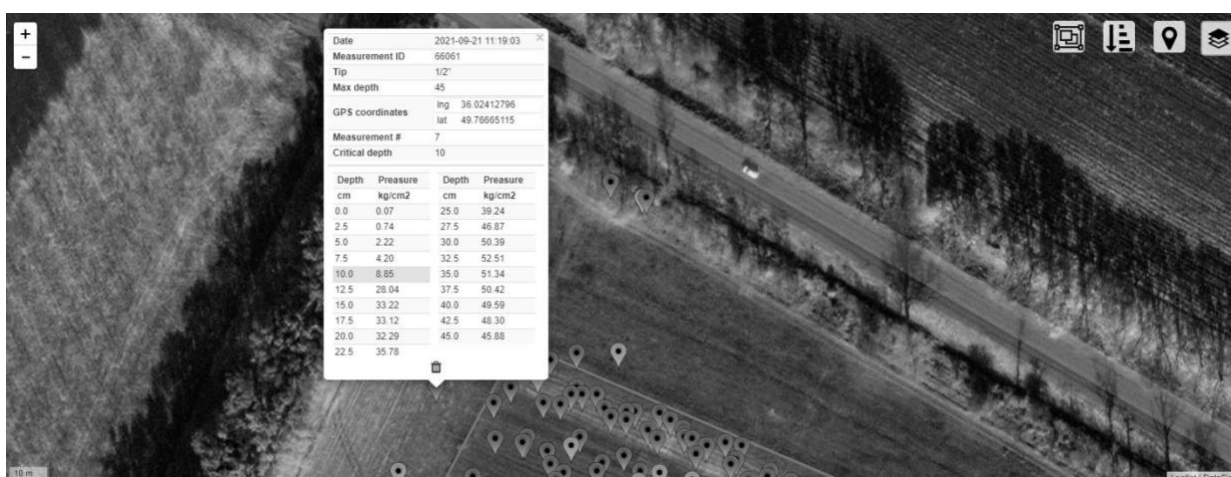 +
−
×
Date 2021-09-21 11:19:03
Measurement ID 66061
Tip 1/2"
Max depth 45
GPS coordinates lng 36.02412796
lat 49.76665115
Measurement # 7
Critical depth 10
Depth Preasure Depth Preasure
cm kg/cm2 cm kg/cm2
0.0 0.07 25.0 39.24
2.5 0.74 27.5 46.87
5.0 2.22 30.0 50.39
7.5 4.20 32.5 52.51
10.0 8.85 35.0 51.34
12.5 28.04 37.5 50.42
15.0 33.22 40.0 49.59
17.5 33.12 42.5 48.30
20.0 32.29 45.0 45.88
22.5 35.78
10 m